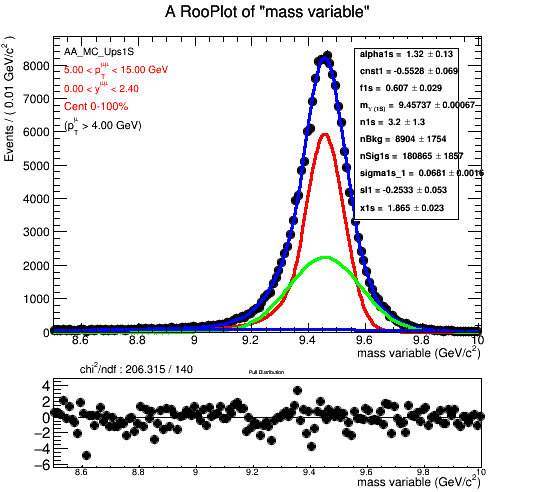 A RooPlot of "mass variable"
Events / ( 0.01 GeV/c² )
AA_MC_Ups1S
5.00 < p_T^μμ < 15.00 GeV
0.00 < y^μμ < 2.40
Cent 0-100%
(p_T^μ > 4.00 GeV)
alpha1s = 1.32 ± 0.13
cnst1 = -0.5528 ± 0.069
f1s = 0.607 ± 0.029
m_ϒ (1S) = 9.45737 ± 0.00067
n1s = 3.2 ± 1.3
nBkg = 8904 ± 1754
nSig1s = 180865 ± 1857
sigma1s_1 = 0.0681 ± 0.0016
sl1 = -0.2533 ± 0.053
x1s = 1.865 ± 0.023
8000
7000
6000
5000
4000
3000
2000
1000
0
8.6 8.8 9 9.2 9.4 9.6 9.8 10
mass variable (GeV/c²)
chi²/ndf : 206.315 / 140
Pull Distribution
4
2
0
−2
−4
−6
8.6 8.8 9 9.2 9.4 9.6 9.8 10
mass variable (GeV/c²)